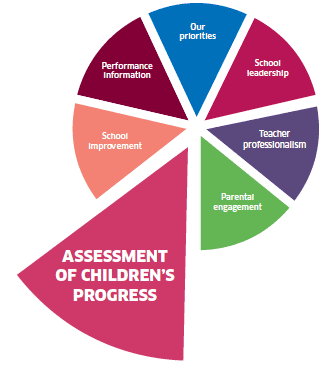 Our
priorities
School
leadership
Teacher
professionalism
Parental
engagement
ASSESSMENT
OF CHILDREN'S
PROGRESS
School
improvement
Performance
information